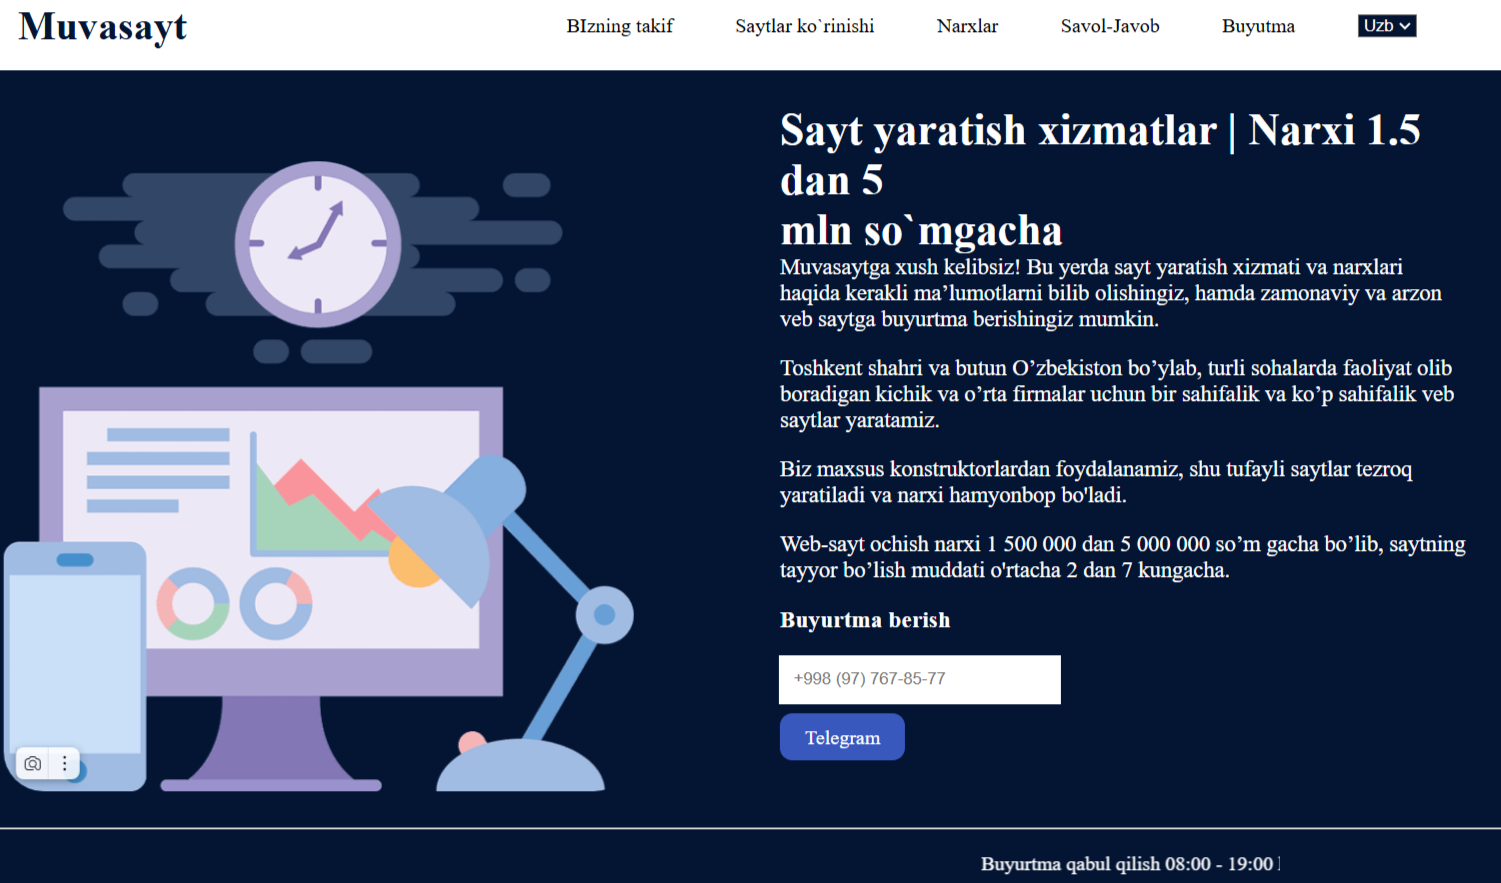 Muvasayt
BIzning takif
Saytlar ko`rinishi
Narxlar
Savol-Javob
Buyutma
Uzb
Sayt yaratish xizmatlar | Narxi 1.5
dan 5
mln so`mgacha
Muvasaytga xush kelibsiz! Bu yerda sayt yaratish xizmati va narxlari
haqida kerakli ma’lumotlarni bilib olishingiz, hamda zamonaviy va arzon
veb saytga buyurtma berishingiz mumkin.
Toshkent shahri va butun O’zbekiston bo’ylab, turli sohalarda faoliyat olib
boradigan kichik va o’rta firmalar uchun bir sahifalik va ko’p sahifalik veb
saytlar yaratamiz.
Biz maxsus konstruktorlardan foydalanamiz, shu tufayli saytlar tezroq
yaratiladi va narxi hamyonbop bo'ladi.
Web-sayt ochish narxi 1 500 000 dan 5 000 000 so’m gacha bo’lib, saytning
tayyor bo’lish muddati o'rtacha 2 dan 7 kungacha.
Buyurtma berish
+998 (97) 767-85-77
Telegram
Buyurtma qabul qilish 08:00 - 19:00